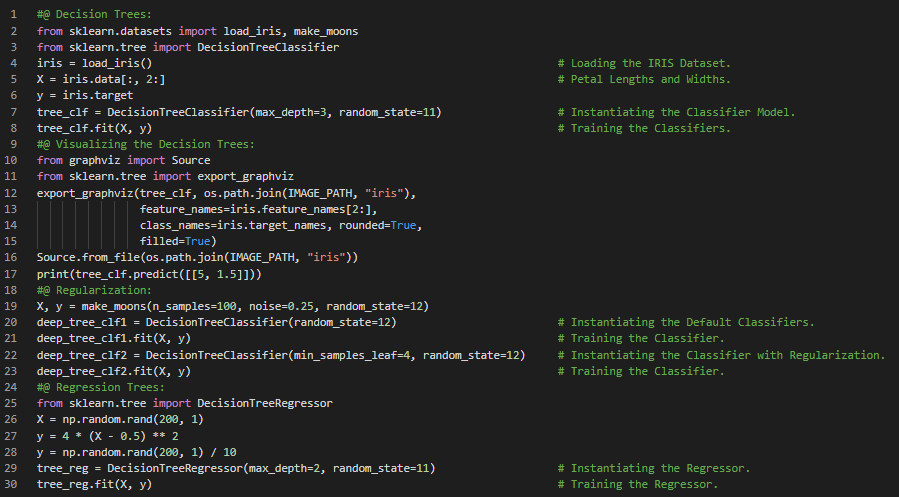 1 #@ Decision Trees:
2 from sklearn.datasets import load_iris, make_moons
3 from sklearn.tree import DecisionTreeClassifier
4 iris = load_iris() # Loading the IRIS Dataset.
5 X = iris.data[:, 2:] # Petal Lengths and Widths.
6 y = iris.target
7 tree_clf = DecisionTreeClassifier(max_depth=3, random_state=11) # Instantiating the Classifier Model.
8 tree_clf.fit(X, y) # Training the Classifiers.
9 #@ Visualizing the Decision Trees:
10 from graphviz import Source
11 from sklearn.tree import export_graphviz
12 export_graphviz(tree_clf, os.path.join(IMAGE_PATH, "iris"),
13 feature_names=iris.feature_names[2:],
14 class_names=iris.target_names, rounded=True,
15 filled=True)
16 Source.from_file(os.path.join(IMAGE_PATH, "iris"))
17 print(tree_clf.predict([[5, 1.5]]))
18 #@ Regularization:
19 X, y = make_moons(n_samples=100, noise=0.25, random_state=12)
20 deep_tree_clf1 = DecisionTreeClassifier(random_state=12) # Instantiating the Default Classifiers.
21 deep_tree_clf1.fit(X, y) # Training the Classifier.
22 deep_tree_clf2 = DecisionTreeClassifier(min_samples_leaf=4, random_state=12) # Instantiating the Classifier with Regularization.
23 deep_tree_clf2.fit(X, y) # Training the Classifier.
24 #@ Regression Trees:
25 from sklearn.tree import DecisionTreeRegressor
26 X = np.random.rand(200, 1)
27 y = 4 * (X - 0.5) ** 2
28 y = np.random.rand(200, 1) / 10
29 tree_reg = DecisionTreeRegressor(max_depth=2, random_state=11) # Instantiating the Regressor.
30 tree_reg.fit(X, y) # Training the Regressor.